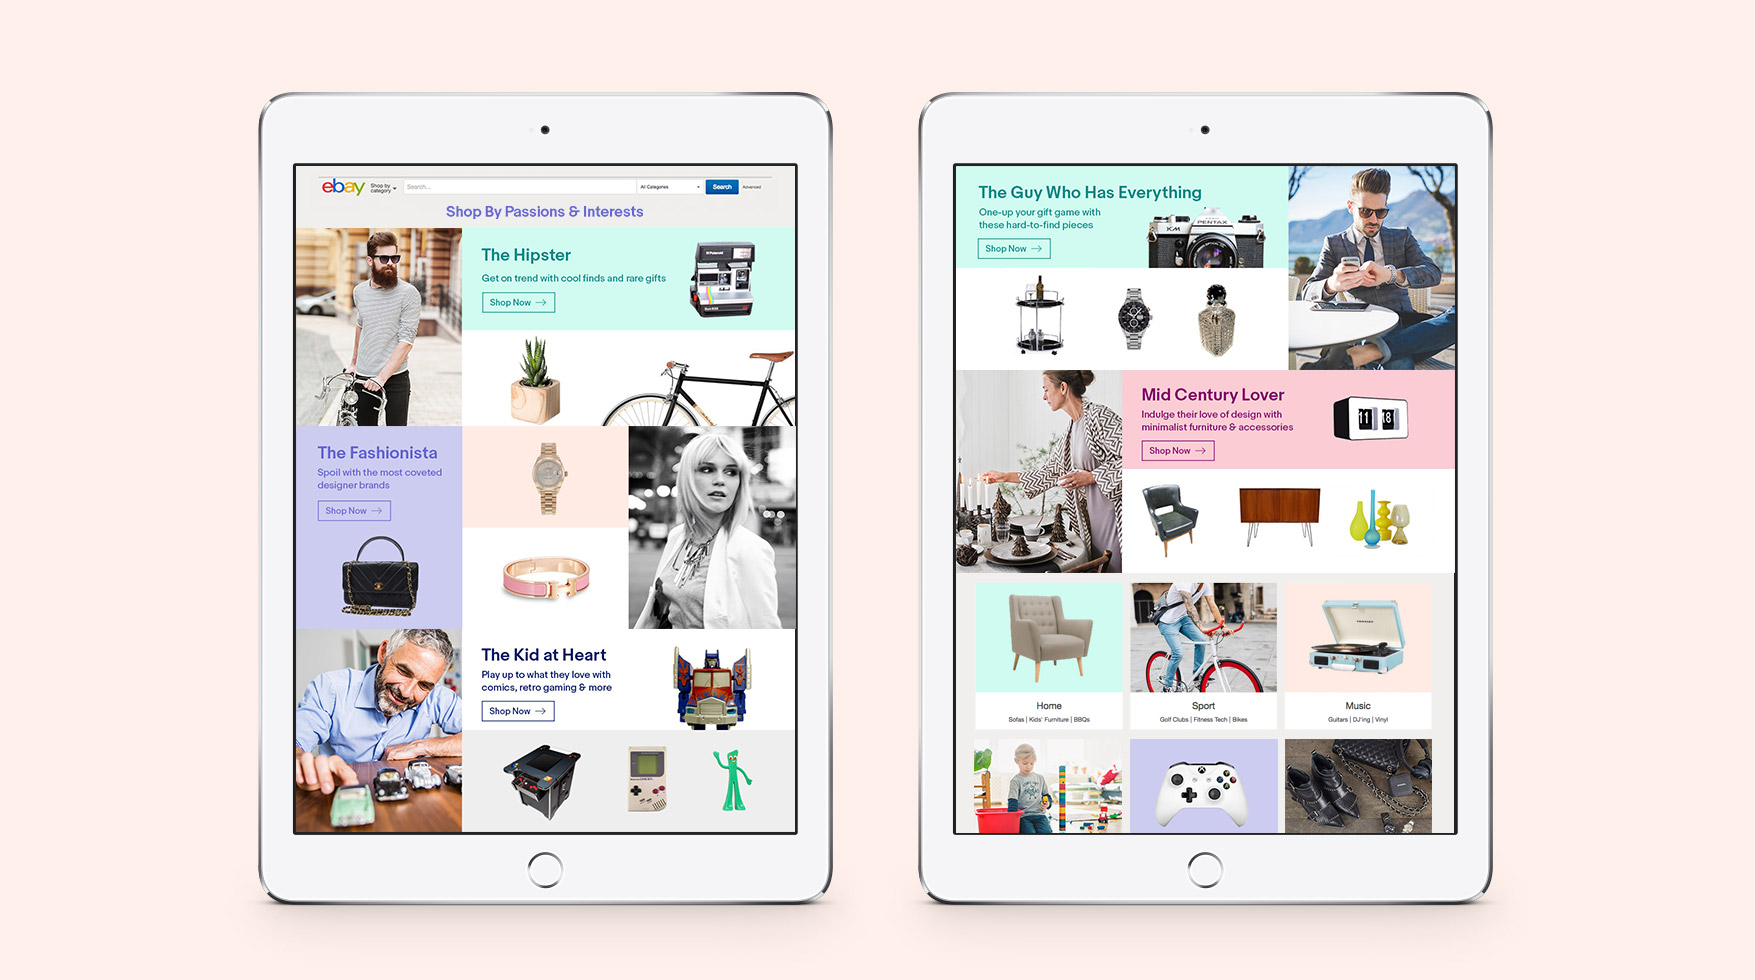 ebay
Shop by
category
Search...
All Categories
Search
Advanced
Shop By Passions & Interests
The Hipster
Get on trend with cool finds and rare gifts
Shop Now
Polaroid
The Fashionista
Spoil with the most coveted
designer brands
Shop Now
The Kid at Heart
Play up to what they love with
comics, retro gaming & more
Shop Now
The Guy Who Has Everything
One-up your gift game with
these hard-to-find pieces
Shop Now
PENTAX
KM
Mid Century Lover
Indulge their love of design with
minimalist furniture & accessories
Shop Now
11 18
Home
Sofas | Kids' Furniture | BBQs
Sport
Golf Clubs | Fitness Tech | Bikes
Music
Guitars | DJ'ing | Vinyl